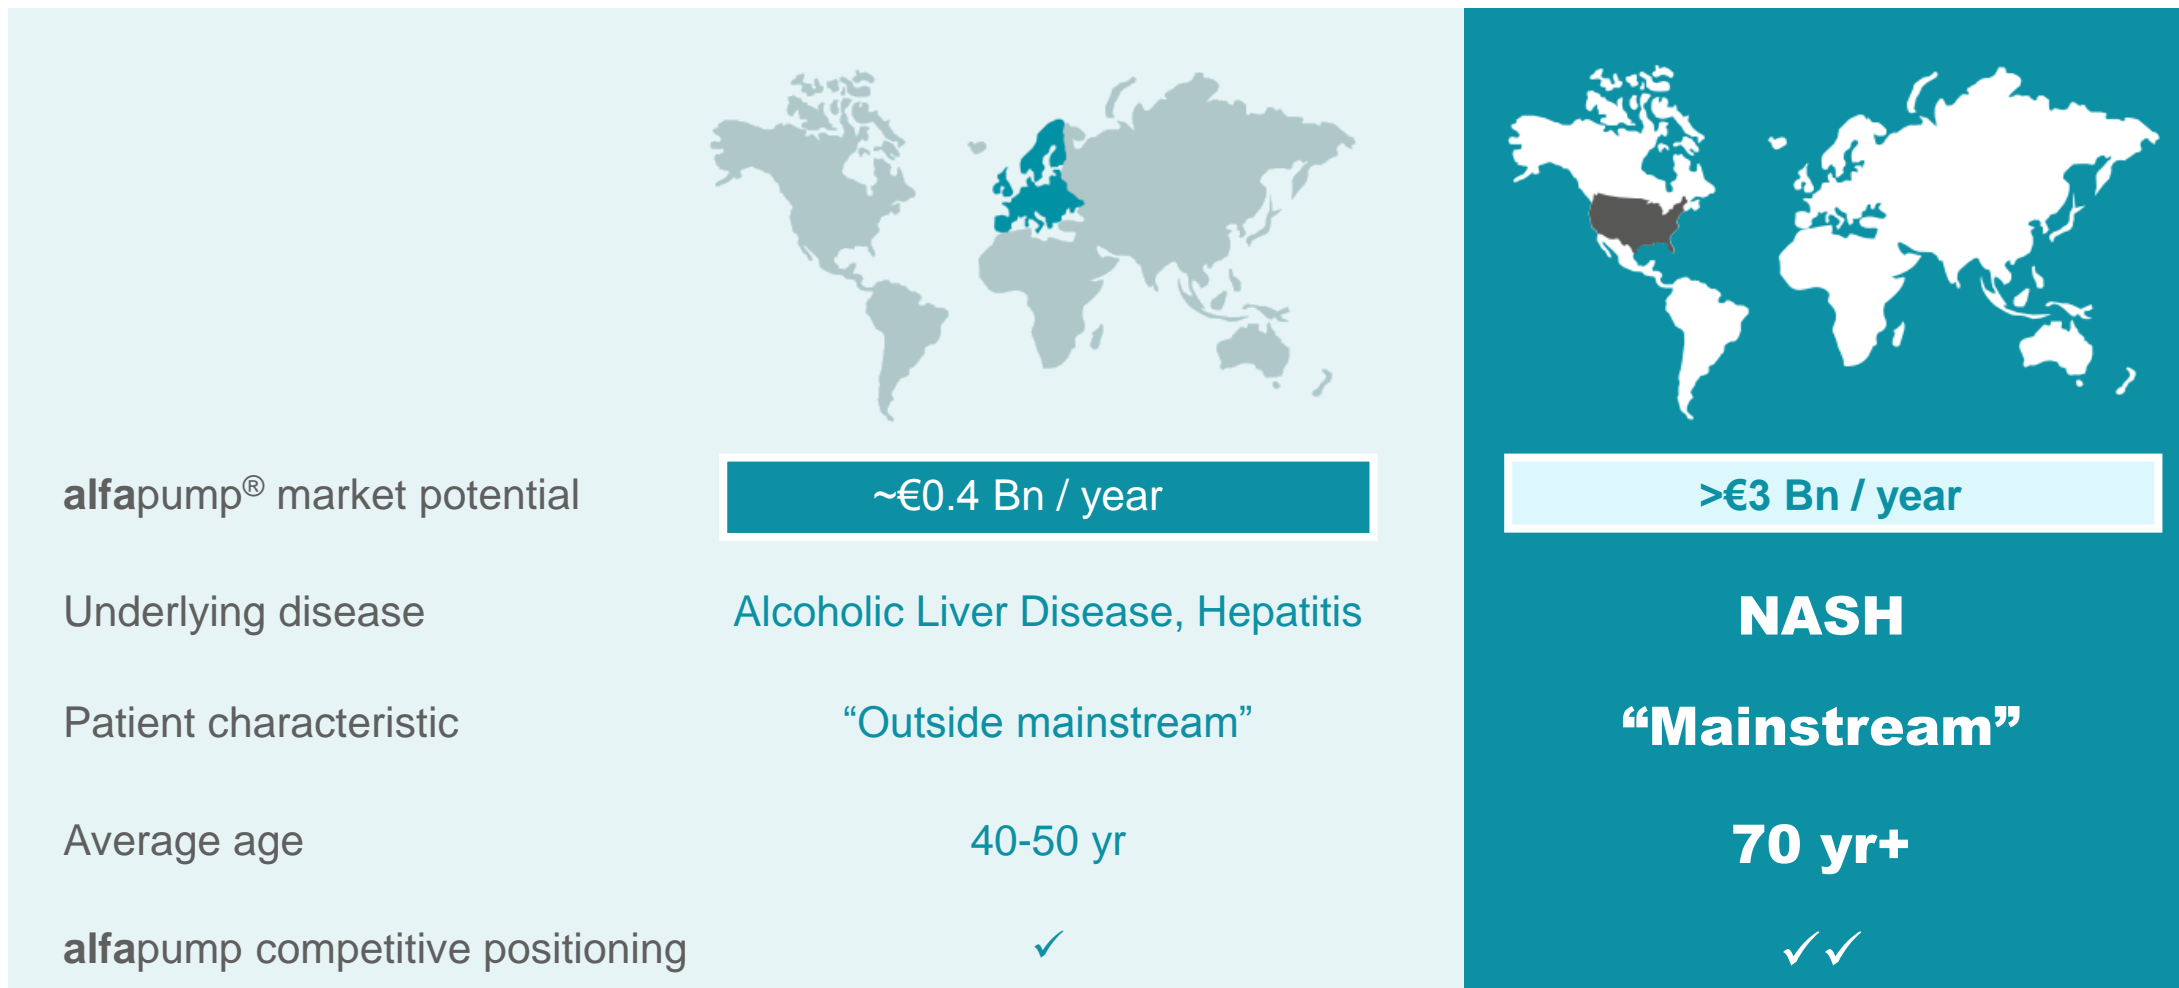 alfapump® market potential ~€0.4 Bn / year >€3 Bn / year
Underlying disease Alcoholic Liver Disease, Hepatitis NASH
Patient characteristic “Outside mainstream” “Mainstream”
Average age 40-50 yr 70 yr+
alfapump competitive positioning ✓ ✓✓